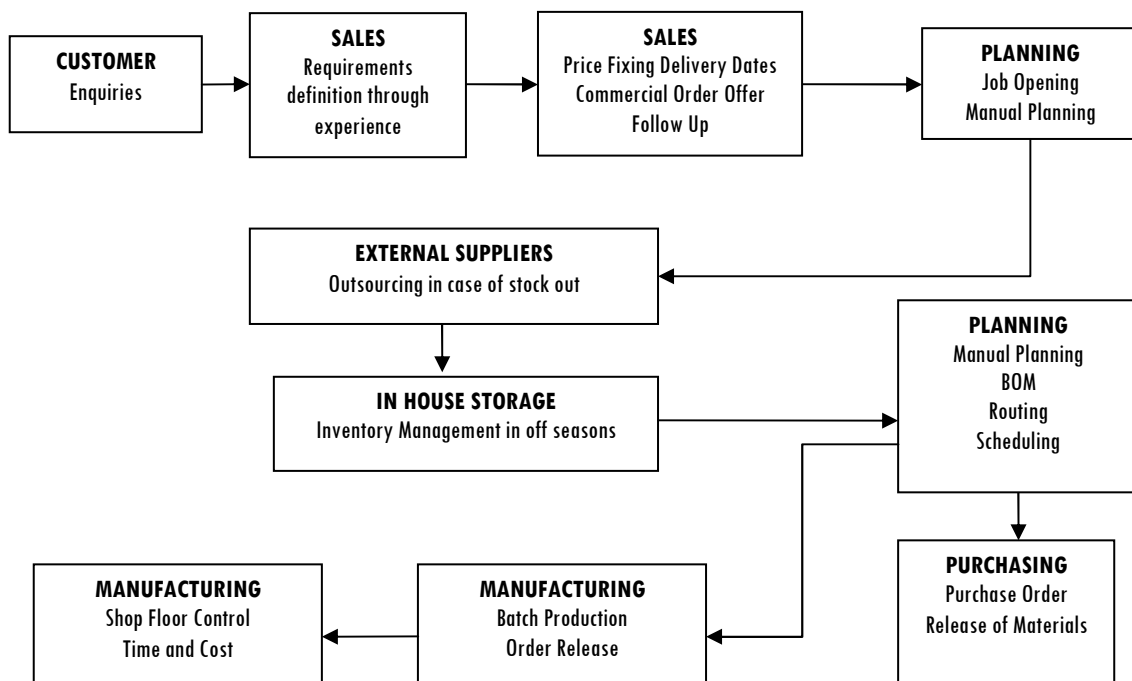 CUSTOMER
Enquiries
SALES
Requirements
definition through
experience
SALES
Price Fixing Delivery Dates
Commercial Order Offer
Follow Up
PLANNING
Job Opening
Manual Planning
EXTERNAL SUPPLIERS
Outsourcing in case of stock out
IN HOUSE STORAGE
Inventory Management in off seasons
PLANNING
Manual Planning
BOM
Routing
Scheduling
MANUFACTURING
Shop Floor Control
Time and Cost
MANUFACTURING
Batch Production
Order Release
PURCHASING
Purchase Order
Release of Materials